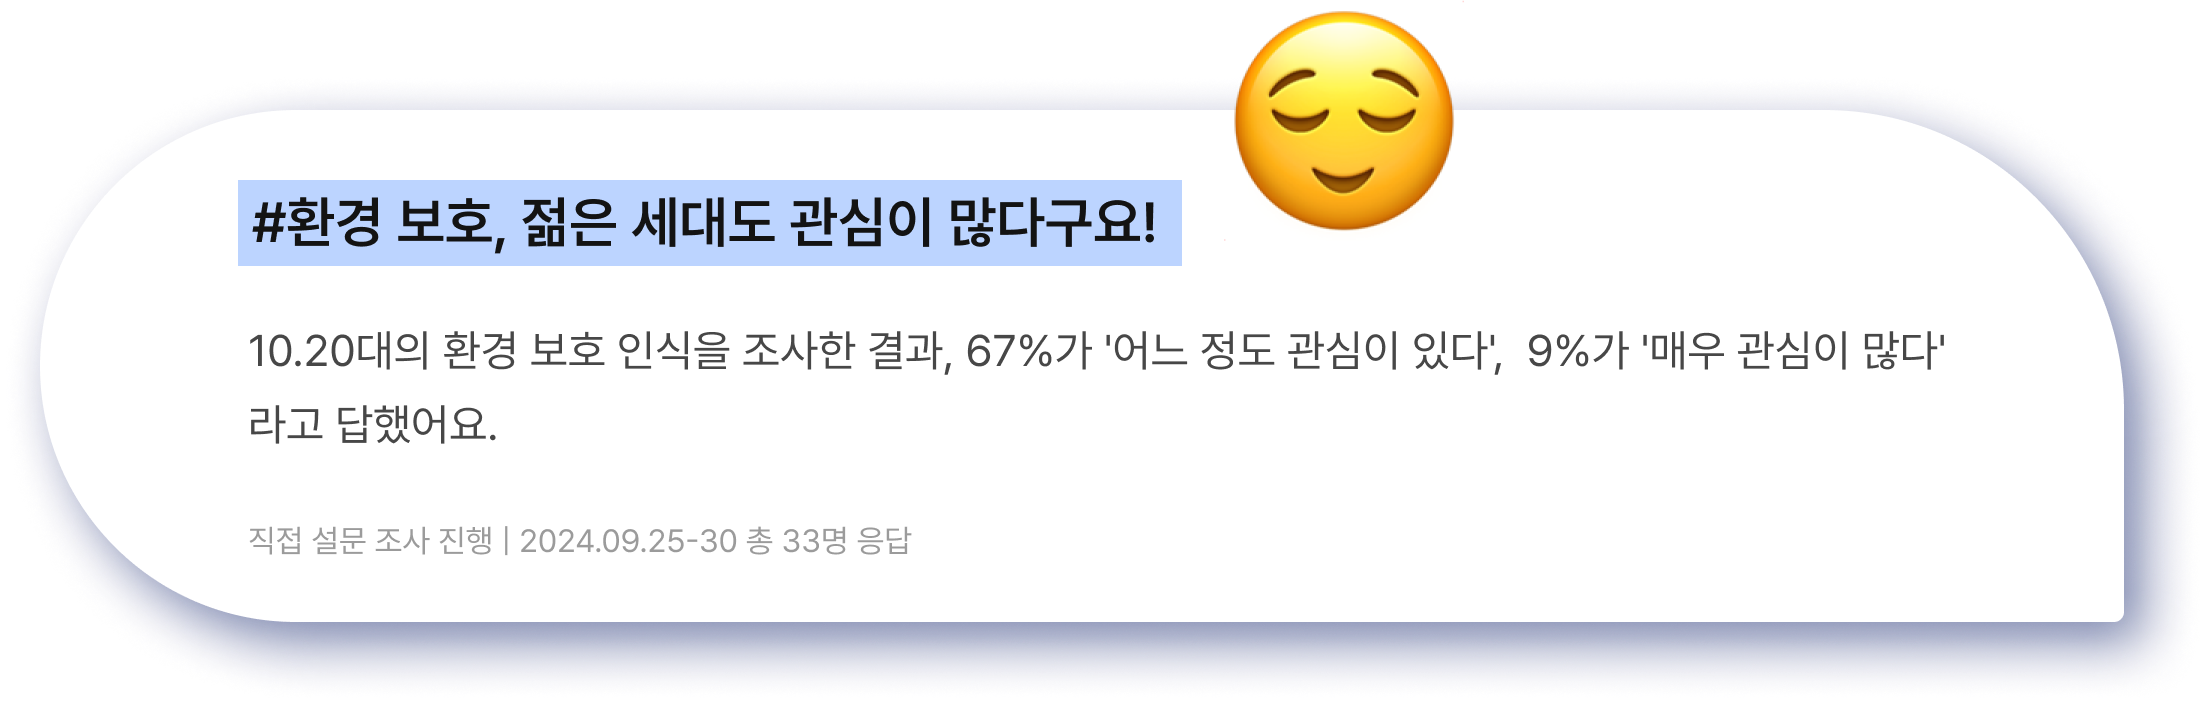 #환경 보호, 젊은 세대도 관심이 많다구요!
10.20대의 환경 보호 인식을 조사한 결과, 67%가 '어느 정도 관심이 있다',  9%가 '매우 관심이 많다'
라고 답했어요.
직접 설문 조사 진행 | 2024.09.25-30 총 33명 응답